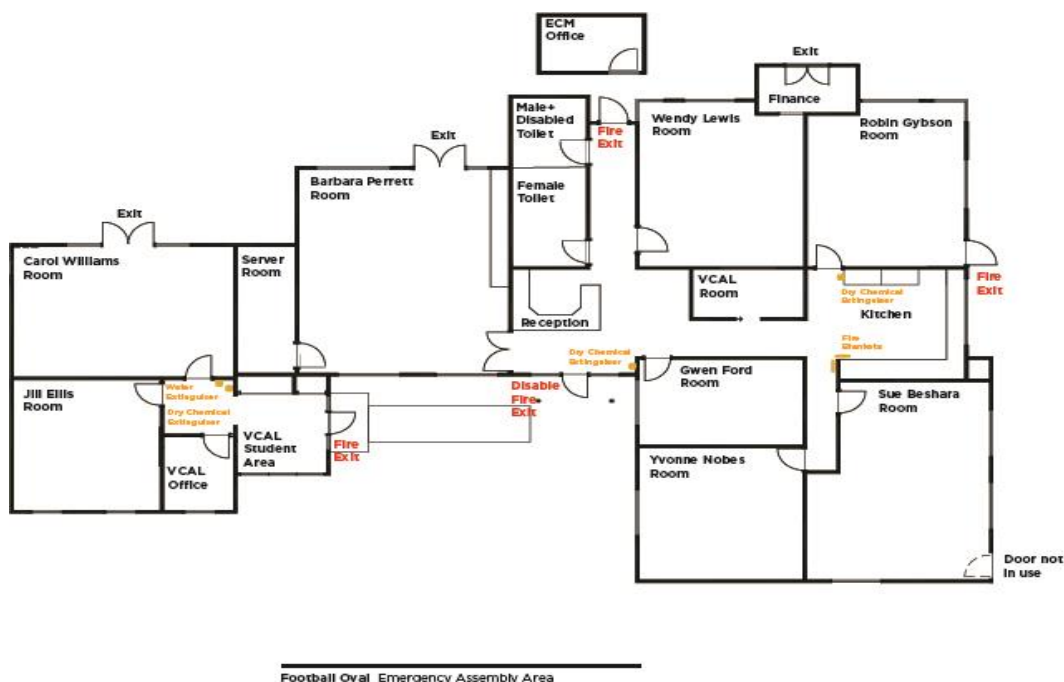 ECM
Office
Exit
Finance
Male+
Disabled
Toilet
Fire
Exit
Wendy Lewis
Room
Robin Gybson
Room
Exit
Barbara Perrett
Room
Female
Toilet
Exit
Carol Williams
Room
Server
Room
VCAL
Room
Reception
Dry Chemical
Extinguiser
Kitchen
Fire
Exit
Fire
Blankets
Dry Chemical
Extinguiser
Gwen Ford
Room
Disable
Fire
Exit
Jill Ellis
Room
Water
Extinguiser
Dry Chemical
Extinguiser
VCAL
Student
Area
Fire
Exit
VCAL
Office
Sue Beshara
Room
Yvonne Nobes
Room
Door not
in use
Football Oval Emergency Assembly Area